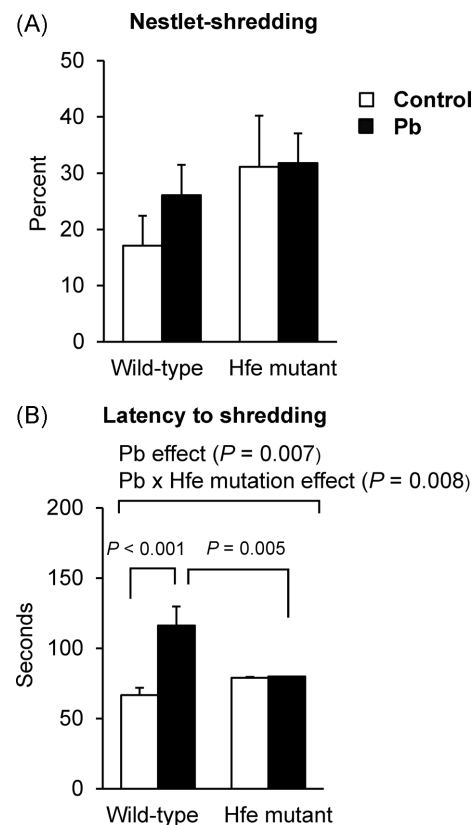 (A) Nestlet-shredding
50
40
30
20
10
0
Percent
Control
Pb
Wild-type Hfe mutant
(B) Latency to shredding
Pb effect (P = 0.007)
Pb x Hfe mutation effect (P = 0.008)
200
150
100
50
0
Seconds
P < 0.001 P = 0.005
Wild-type Hfe mutant